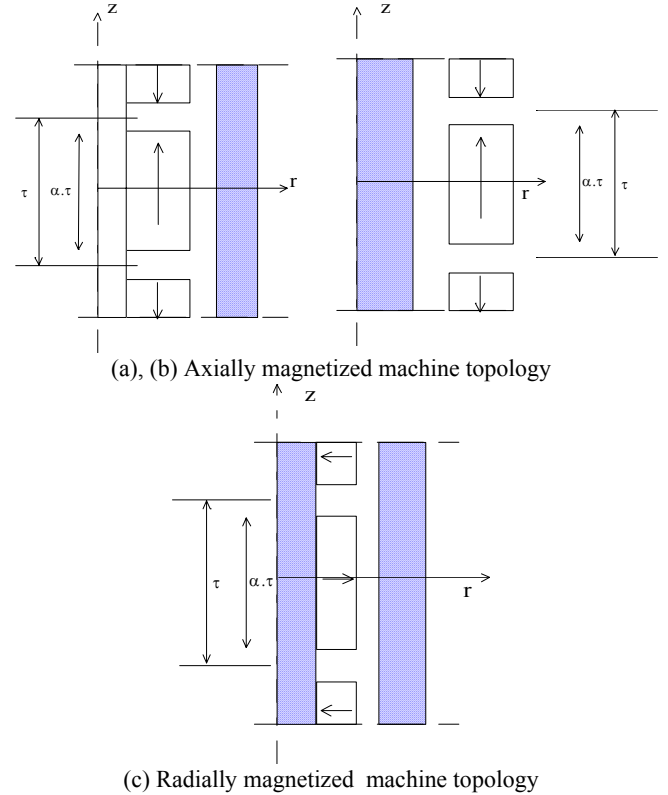 z
z
τ
α.τ
r
r
α.τ
τ
(a), (b) Axially magnetized machine topology
z
τ
α.τ
r
(c) Radially magnetized machine topology